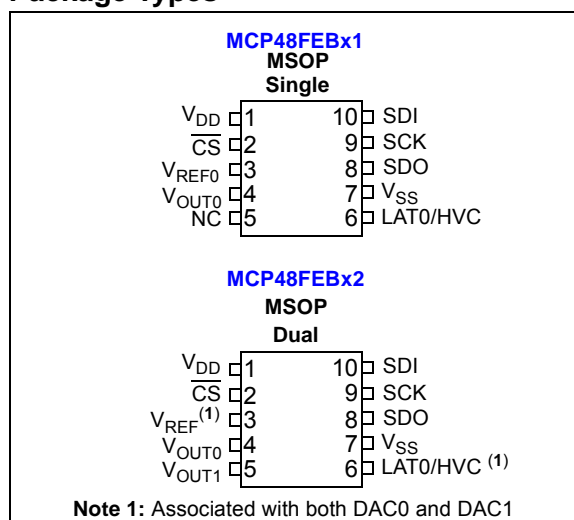 Package Types
MCP48FEBx1
MSOP
Single
VDD 1 10 SDI
CS 2 9 SCK
VREF0 3 8 SDO
VOUT0 4 7 VSS
NC 5 6 LAT0/HVC
MCP48FEBx2
MSOP
Dual
VDD 1 10 SDI
CS 2 9 SCK
VREF(1) 3 8 SDO
VOUT0 4 7 VSS
VOUT1 5 6 LAT0/HVC (1)
Note 1: Associated with both DAC0 and DAC1